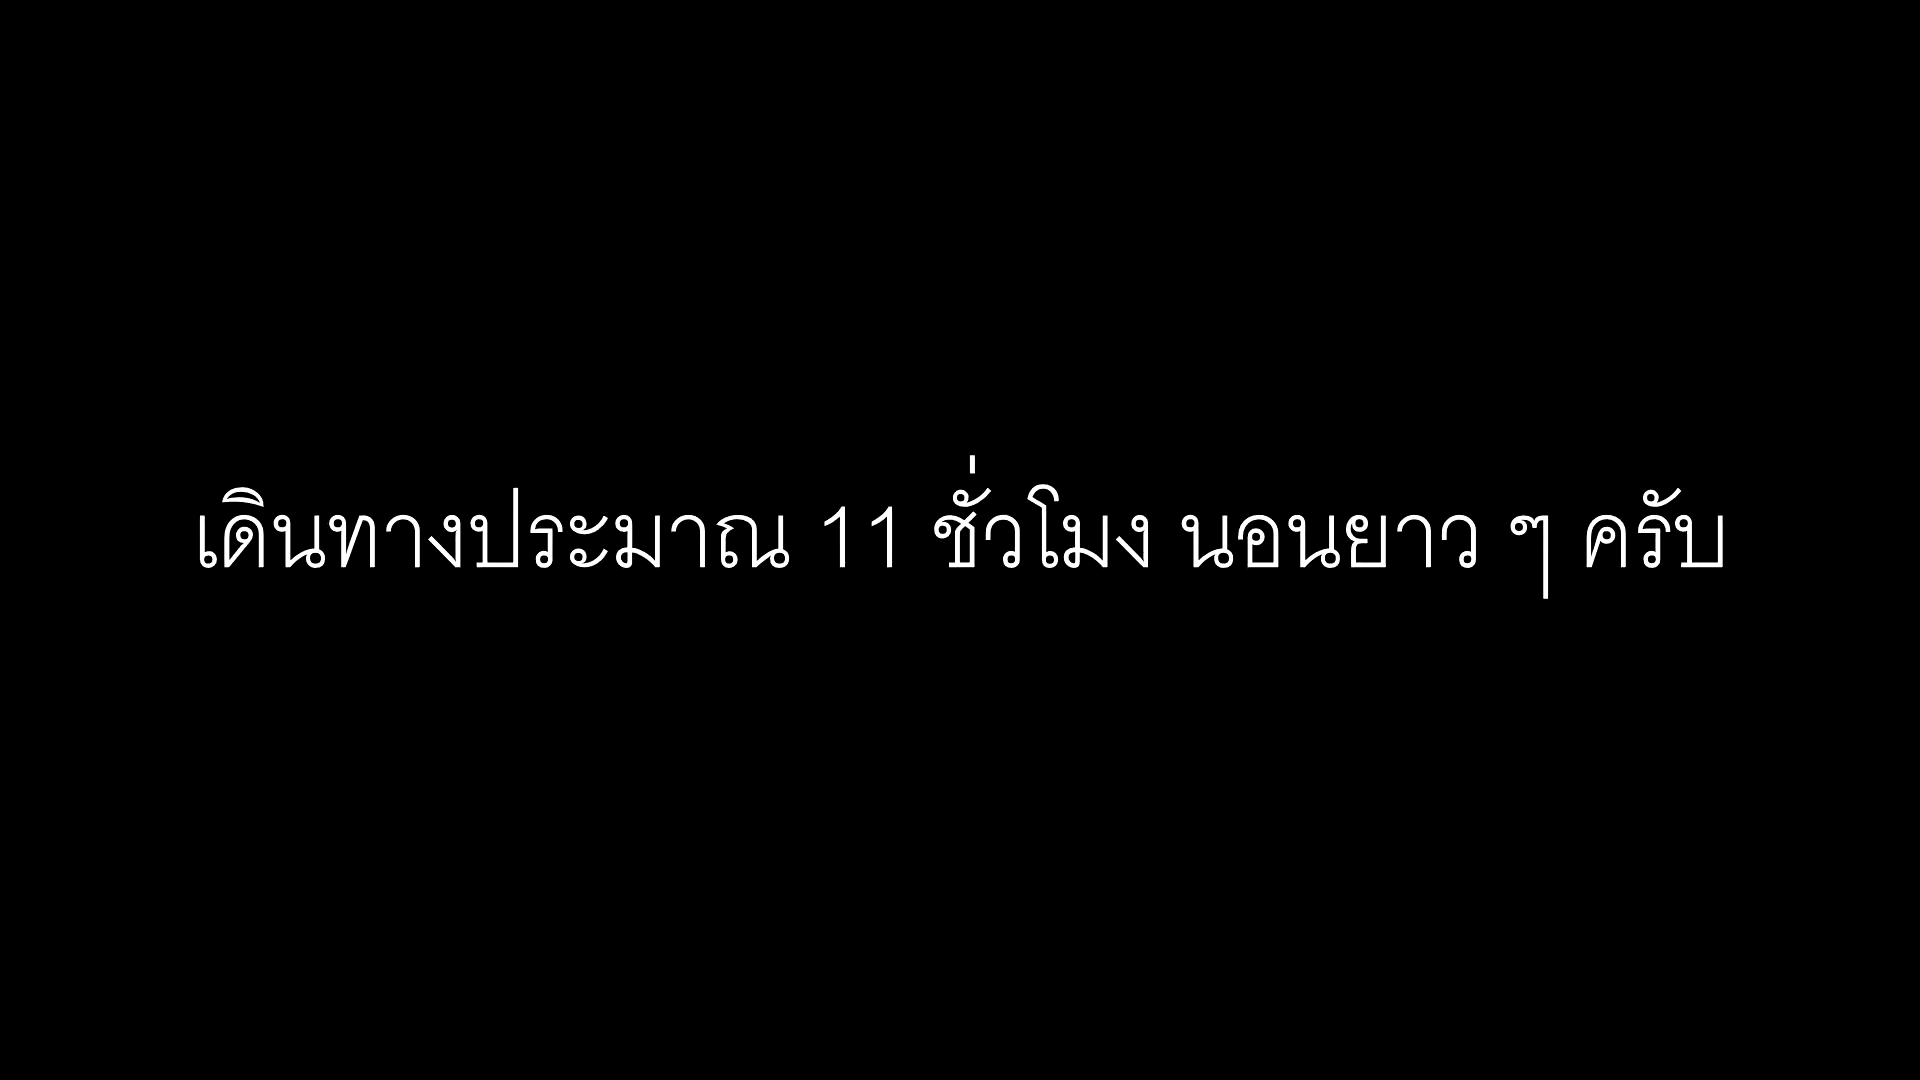 เดินทางประมาณ 11 ชั่วโมง นอนยาว ๆ ครับ